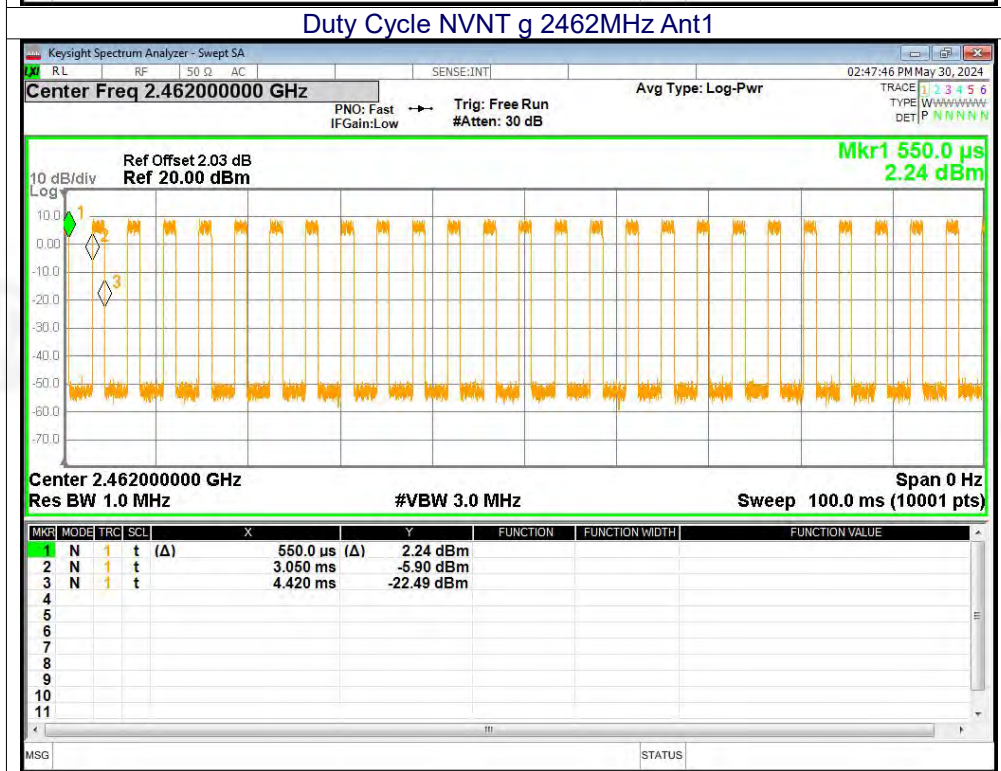 Duty Cycle NVNT g 2462MHz Ant1
Keysight Spectrum Analyzer - Swept SA
LXI RL RF 50 Ω AC SENSE:INT 02:47:46 PM May 30, 2024
Center Freq 2.462000000 GHz
PNO: Fast
IFGain:Low
Trig: Free Run
#Atten: 30 dB
Avg Type: Log-Pwr
TRACE 1 2 3 4 5 6
TYPE WWWWWWW
DET P N N N N N
Mkr1 550.0 µs
2.24 dBm
Ref Offset 2.03 dB
10 dB/div Ref 20.00 dBm
Log
10.0
0.00
-10.0
-20.0
-30.0
-40.0
-50.0
-60.0
-70.0
1
2
3
Center 2.462000000 GHz Span 0 Hz
Res BW 1.0 MHz #VBW 3.0 MHz Sweep 100.0 ms (10001 pts)
MKR MODE TRC SCL X Y FUNCTION FUNCTION WIDTH FUNCTION VALUE
1 N 1 t (Δ) 550.0 µs (Δ) 2.24 dBm
2 N 1 t 3.050 ms -5.90 dBm
3 N 1 t 4.420 ms -22.49 dBm
4
5
6
7
8
9
10
11
MSG STATUS